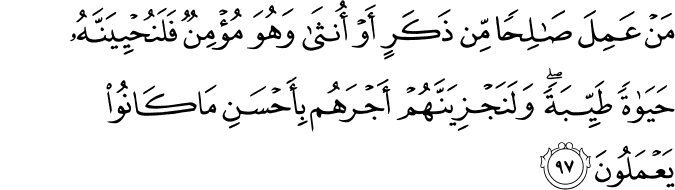 مَنْ عَمِلَ صَـٰلِحًا مِّن ذَكَرٍ أَوْ أُنثَىٰ وَهُوَ مُؤْمِنٌ فَلَنُحْيِيَنَّهُۥ
حَيَوٰةً طَيِّبَةً ۖ وَلَنَجْزِيَنَّهُمْ أَجْرَهُم بِأَحْسَنِ مَا كَانُوا۟
يَعْمَلُونَ ٩٧